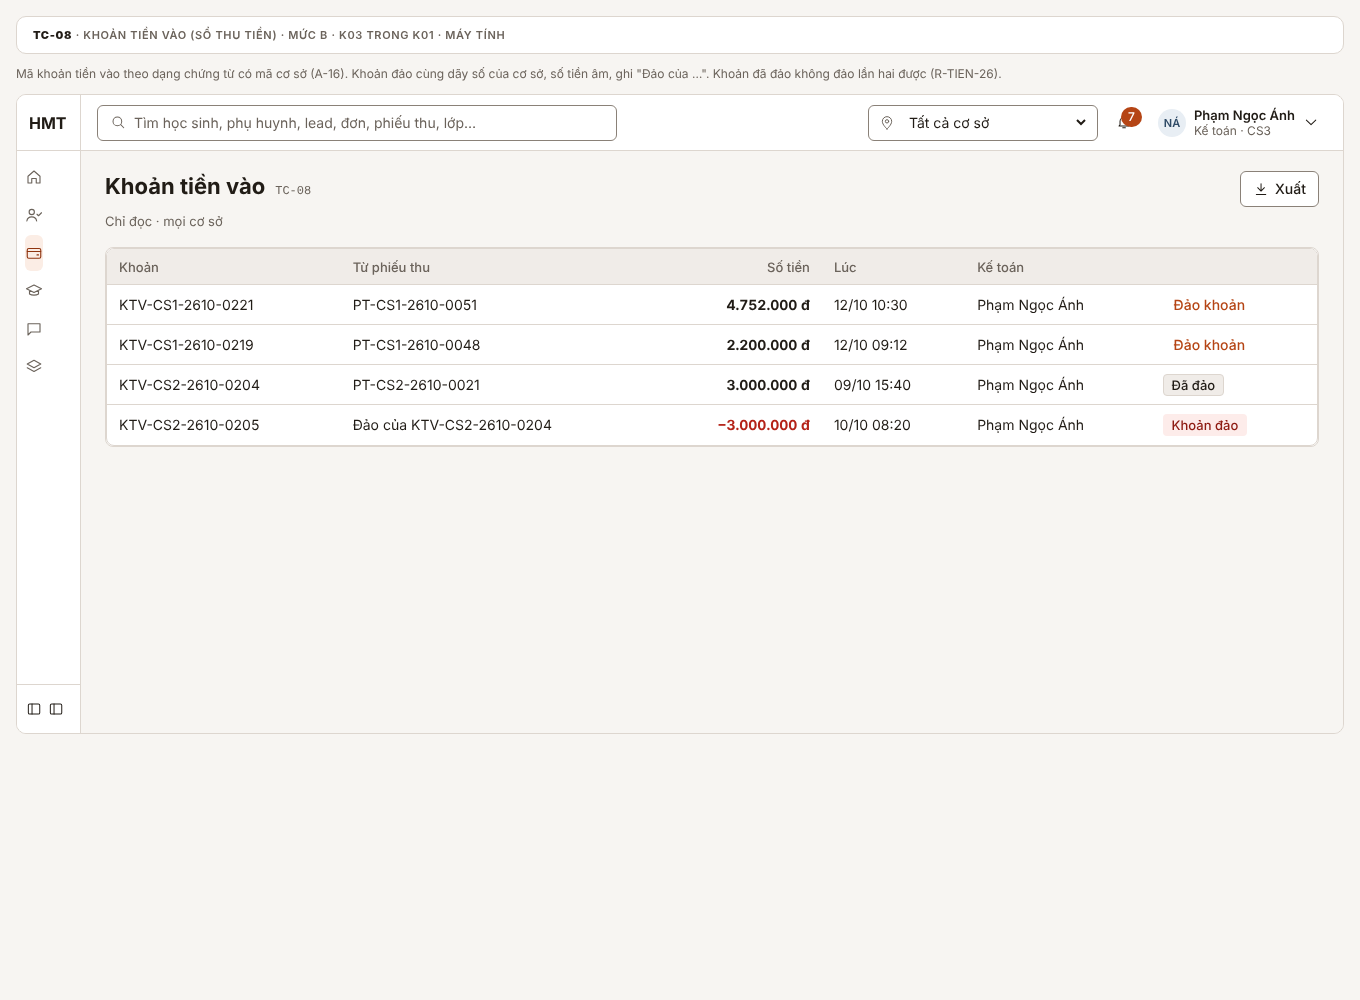 TC-08 · KHOẢN TIỀN VÀO (SỔ THU TIỀN) · MỨC B · K03 TRONG K01 · MÁY TÍNH
Mã khoản tiền vào theo dạng chứng từ có mã cơ sở (A-16). Khoản đảo cùng dãy số của cơ sở, số tiền âm, ghi "Đảo của ...". Khoản đã đảo không đảo lần hai được (R-TIEN-26).
HMT
Tìm học sinh, phụ huynh, lead, đơn, phiếu thu, lớp...
Tất cả cơ sở
7
NÁ
Phạm Ngọc Ánh
Kế toán · CS3
Khoản tiền vào TC-08
Xuất
Chỉ đọc · mọi cơ sở
Khoản Từ phiếu thu Số tiền Lúc Kế toán
KTV-CS1-2610-0221 PT-CS1-2610-0051 4.752.000 đ 12/10 10:30 Phạm Ngọc Ánh Đảo khoản
KTV-CS1-2610-0219 PT-CS1-2610-0048 2.200.000 đ 12/10 09:12 Phạm Ngọc Ánh Đảo khoản
KTV-CS2-2610-0204 PT-CS2-2610-0021 3.000.000 đ 09/10 15:40 Phạm Ngọc Ánh Đã đảo
KTV-CS2-2610-0205 Đảo của KTV-CS2-2610-0204 −3.000.000 đ 10/10 08:20 Phạm Ngọc Ánh Khoản đảo